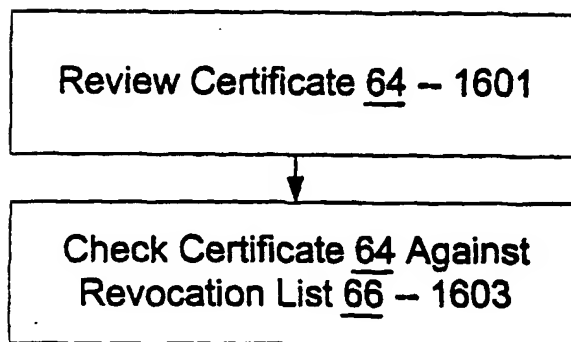 Review Certificate 64 – 1601
Check Certificate 64 Against
Revocation List 66 – 1603